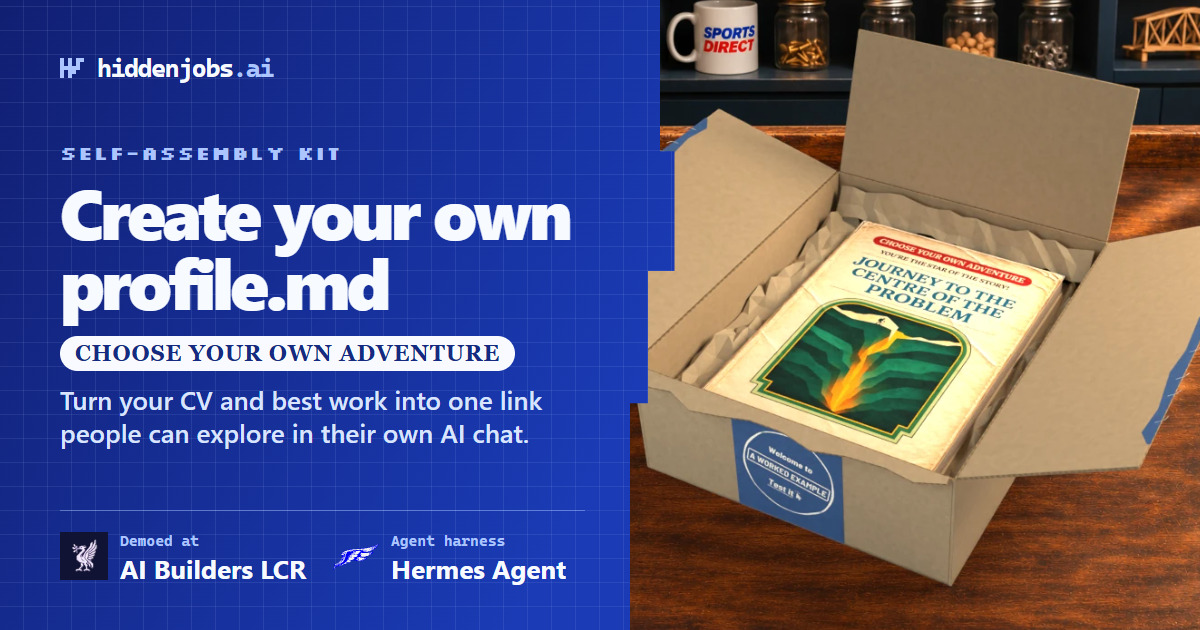 hiddenjobs.ai
SELF-ASSEMBLY KIT
Create your own
profile.md
CHOOSE YOUR OWN ADVENTURE
Turn your CV and best work into one link
people can explore in their own AI chat.
Demoed at
AI Builders LCR
Agent harness
Hermes Agent
SPORTS
DIRECT
CHOOSE YOUR OWN ADVENTURE
YOU'RE THE STAR OF THE STORY!
JOURNEY TO THE
CENTRE OF THE
PROBLEM
Welcome to
A WORKED EXAMPLE
Test it